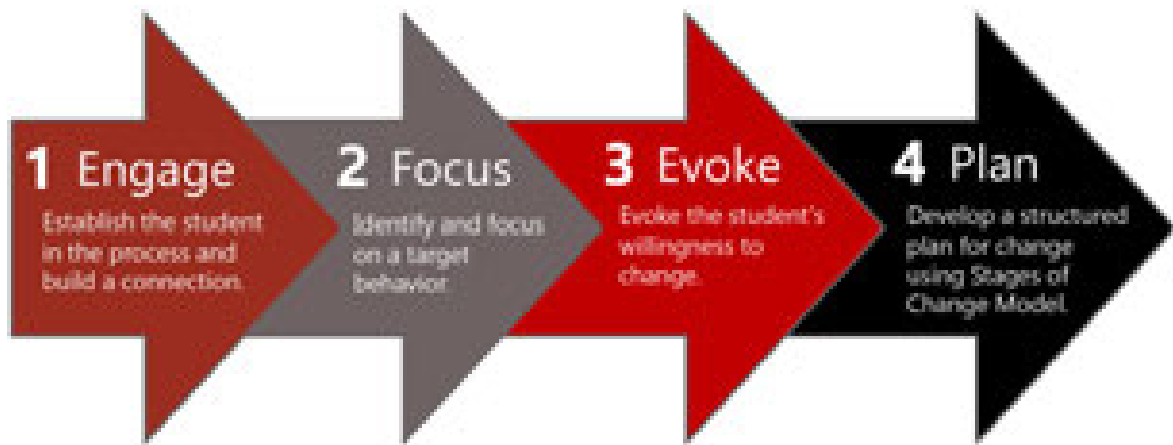 1 Engage
Establish the student
in the process and
build a connection.
2 Focus
Identify and focus
on a target
behavior.
3 Evoke
Evoke the student's
willingness to
change.
4 Plan
Develop a structured
plan for change
using Stages of
Change Model.